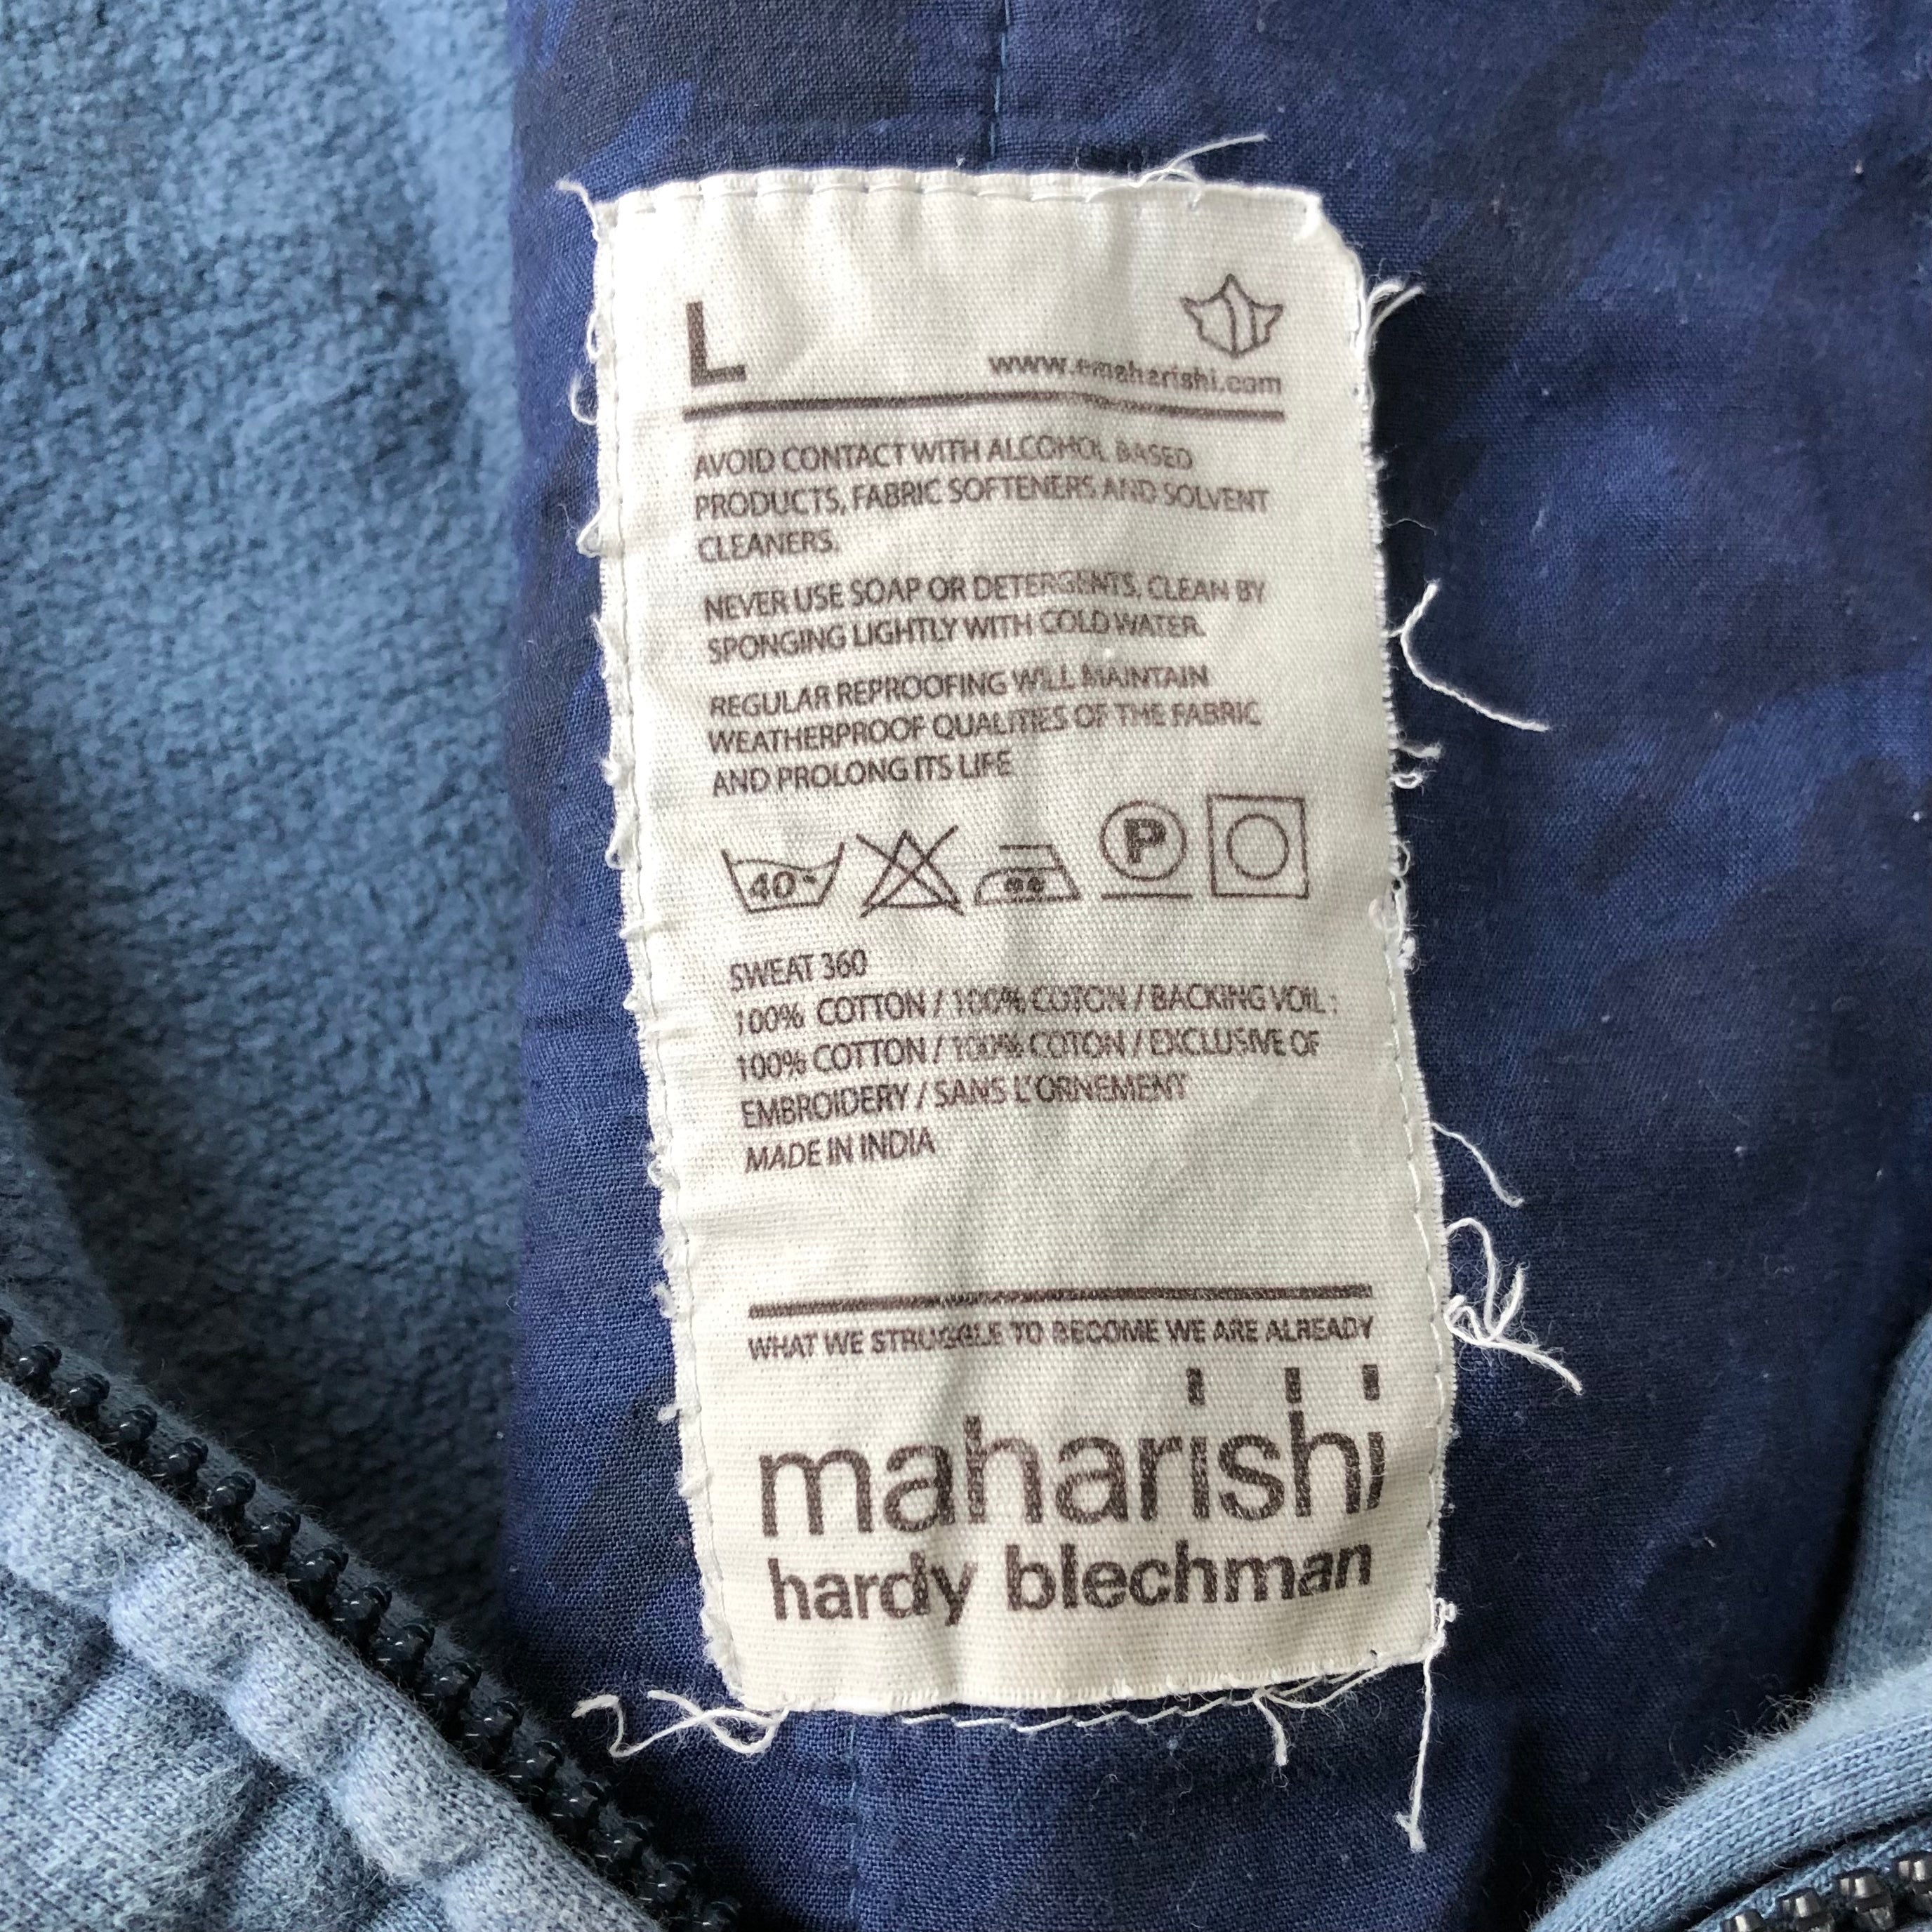 L
www.emaharishi.com
AVOID CONTACT WITH ALCOHOL BASED
PRODUCTS, FABRIC SOFTENERS AND SOLVENT
CLEANERS.
NEVER USE SOAP OR DETERGENTS, CLEAN BY
SPONGING LIGHTLY WITH COLD WATER.
REGULAR REPROOFING WILL MAINTAIN
WEATHERPROOF QUALITIES OF THE FABRIC
AND PROLONG ITS LIFE
40° P
SWEAT 360
100% COTTON / 100% COTON / BACKING VOIL :
100% COTTON / 100% COTON / EXCLUSIVE OF
EMBROIDERY / SANS L'ORNEMENT
MADE IN INDIA
WHAT WE STRUGGLE TO BECOME WE ARE ALREADY
maharishi
hardy blechman